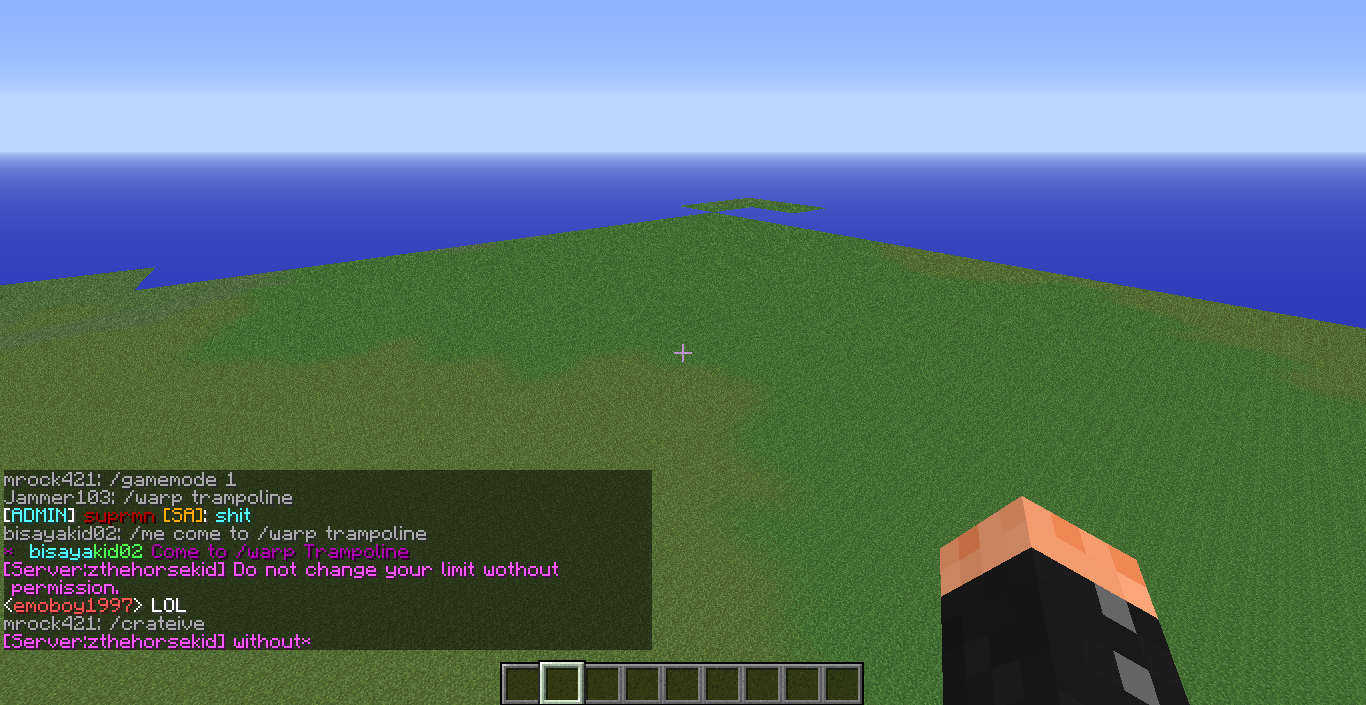 mrock421: /gamemode 1
Jammer103: /warp trampoline
[ADMIN] suprmn [SA]: shit
bisayakid02: /me come to /warp trampoline
* bisayakid02 Come to /warp Trampoline
[Server:zthehorsekid] Do not change your limit wothout
permission.
<emoboy1997> LOL
mrock421: /crateive
[Server:zthehorsekid] without*